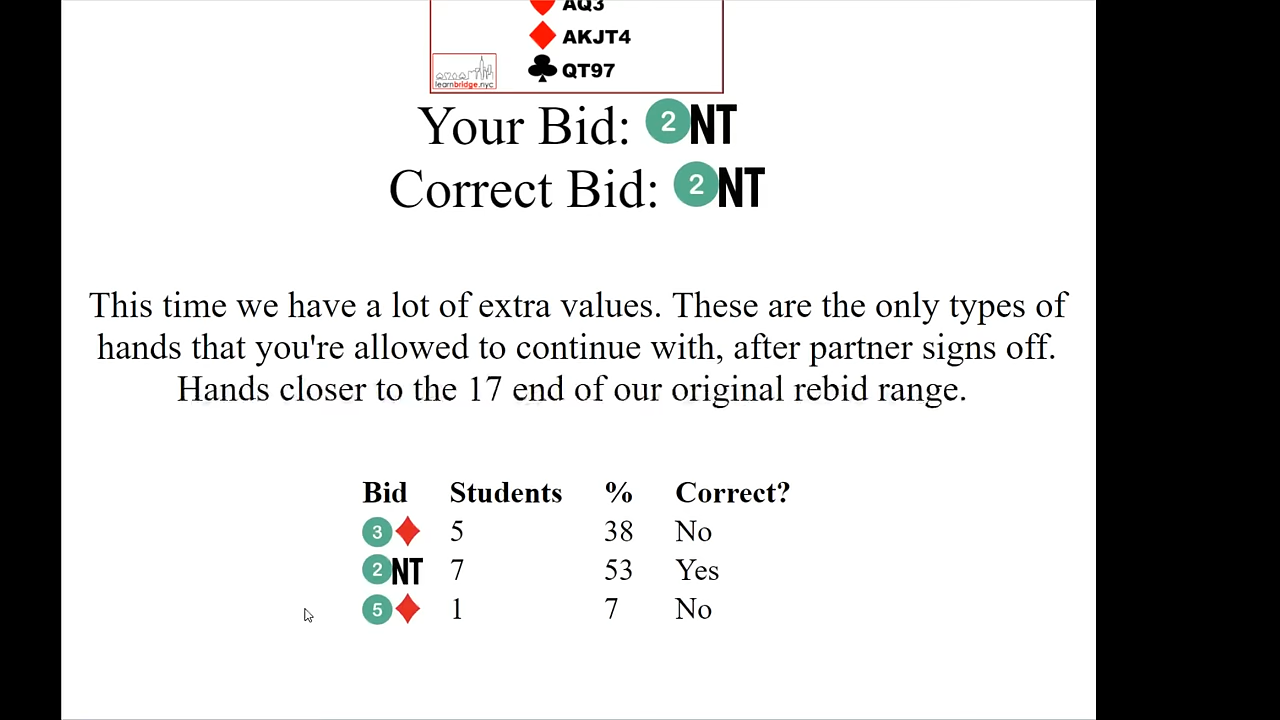 AQ3
AKJT4
QT97
learnbridge.nyc
Your Bid: 2NT
Correct Bid: 2NT
This time we have a lot of extra values. These are the only types of
hands that you're allowed to continue with, after partner signs off.
Hands closer to the 17 end of our original rebid range.
Bid Students % Correct?
3♦ 5 38 No
2NT 7 53 Yes
5♦ 1 7 No